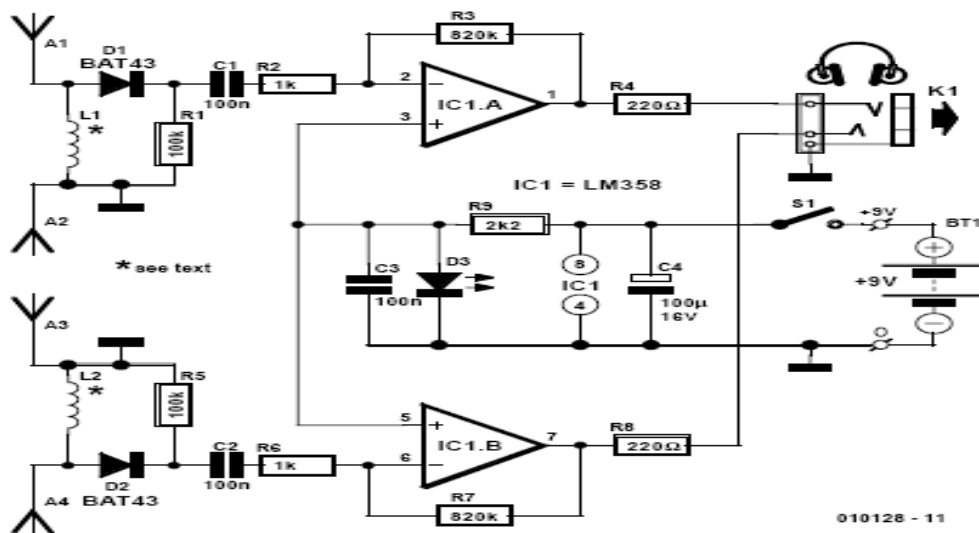 A1
D1
BAT43
C1
100n
R2
1k
R3
820k
2
−
3
+
IC1.A
1
R4
220Ω
K1
L1
*
R1
100k
A2
IC1 = LM358
R9
2k2
S1
+9V
BT1
* see text
C3
100n
D3
8
IC1
4
C4
100µ
16V
+9V
+
−
0
A3
L2
*
R5
100k
C2
100n
R6
1k
5
+
6
−
IC1.B
7
R8
220Ω
R7
820k
D2
BAT43
A4
010128 - 11